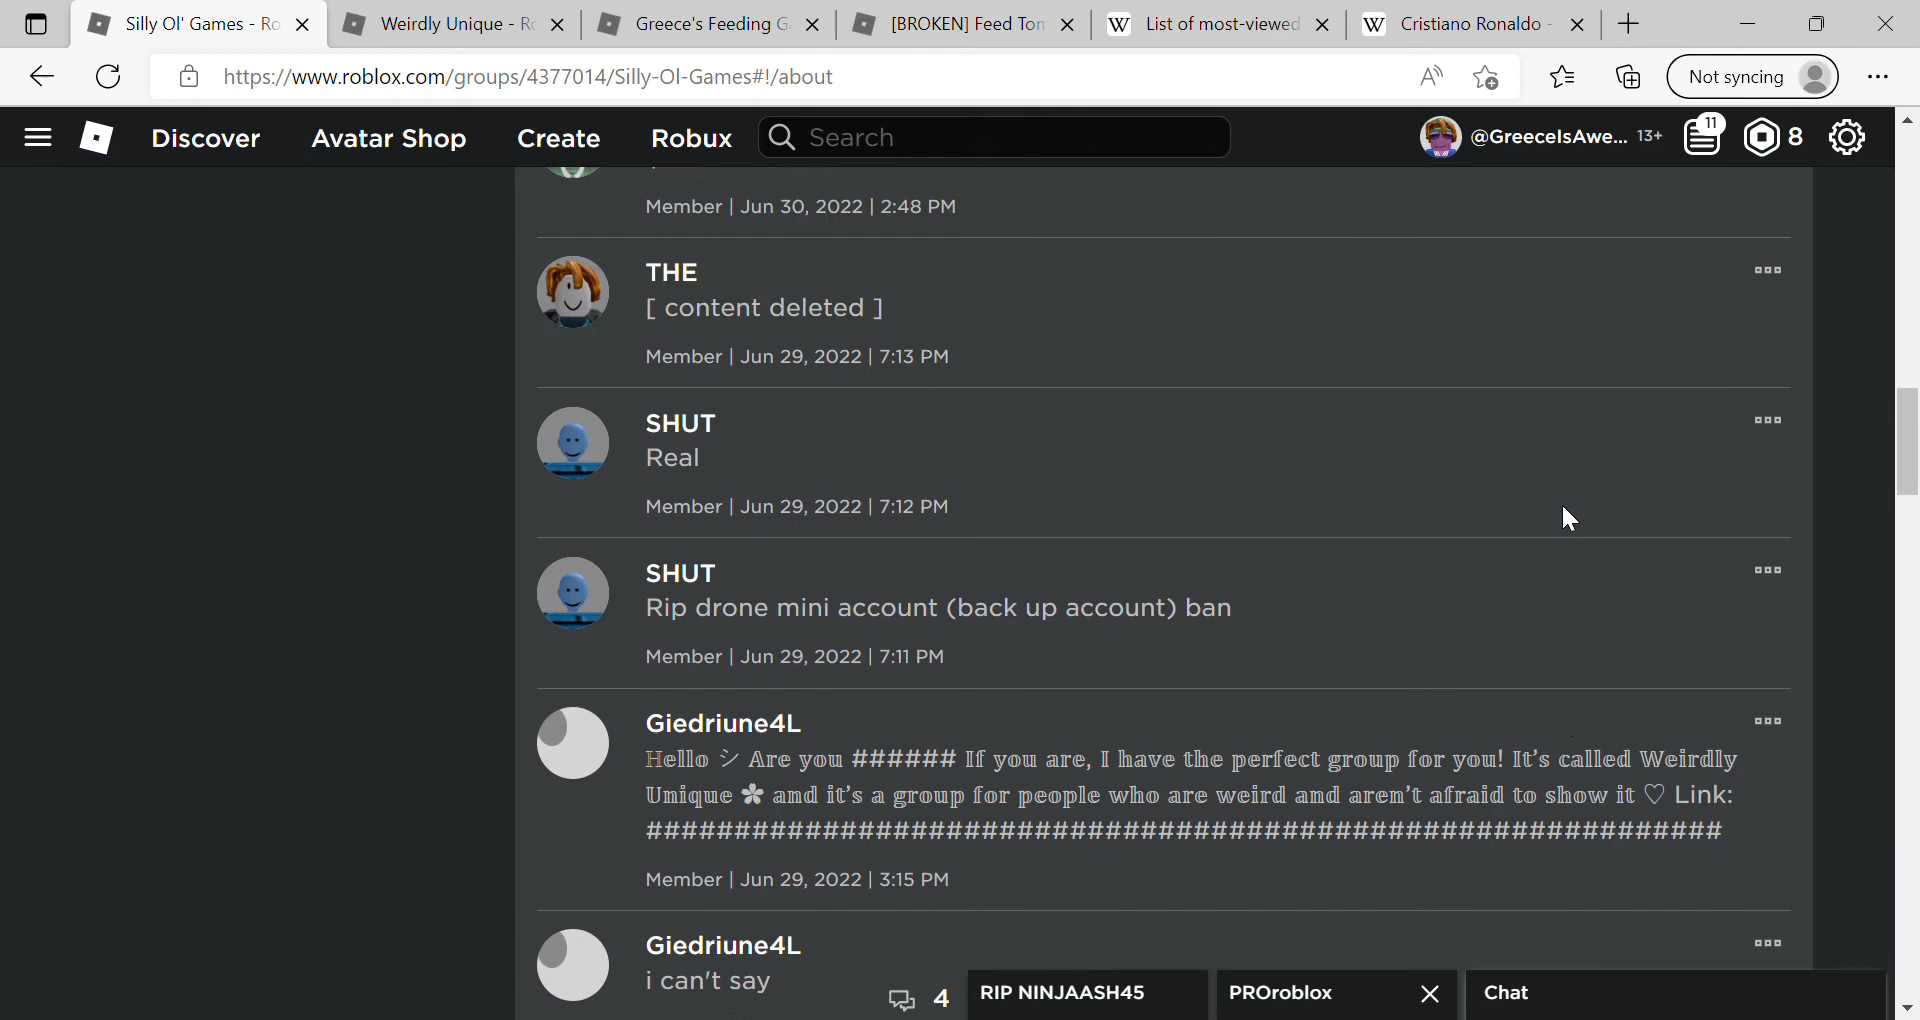 Silly Ol' Games - Ro
Weirdly Unique - Ro
Greece's Feeding G
[BROKEN] Feed Tom
List of most-viewed
Cristiano Ronaldo -
https://www.roblox.com/groups/4377014/Silly-Ol-Games#!/about
Not syncing
Discover
Avatar Shop
Create
Robux
Search
@GreeceIsAwe... 13+
11
8
Member | Jun 30, 2022 | 2:48 PM
THE
[ content deleted ]
Member | Jun 29, 2022 | 7:13 PM
SHUT
Real
Member | Jun 29, 2022 | 7:12 PM
SHUT
Rip drone mini account (back up account) ban
Member | Jun 29, 2022 | 7:11 PM
Giedriune4L
ℍello シ Are you ###### If you are, I have the perfect group for you! It's called Weirdly
Unique ✽ and it's a group for people who are weird and aren't afraid to show it ♡ Link:
#############################################################
Member | Jun 29, 2022 | 3:15 PM
Giedriune4L
i can't say
4
RIP NINJAASH45
PROroblox
Chat